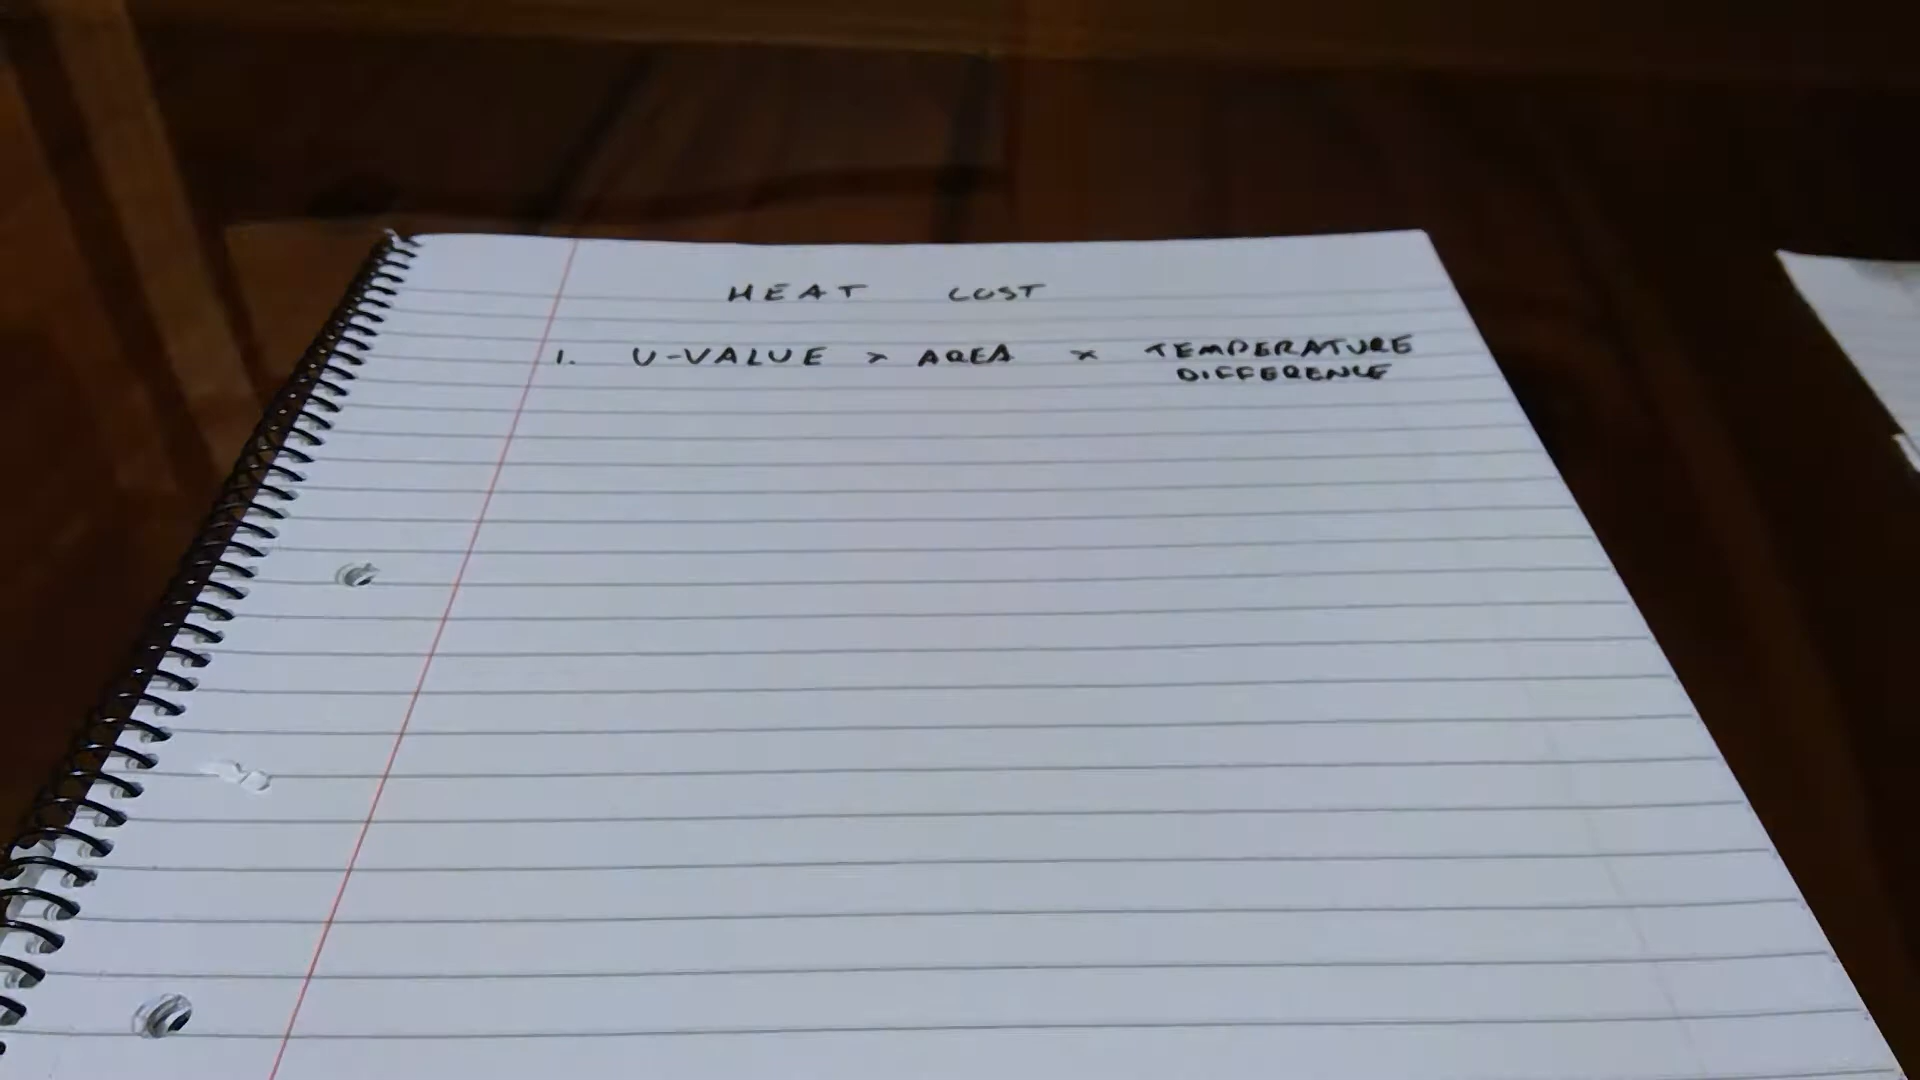 HEAT COST
1. U-VALUE × AREA × TEMPERATURE
DIFFERENCE